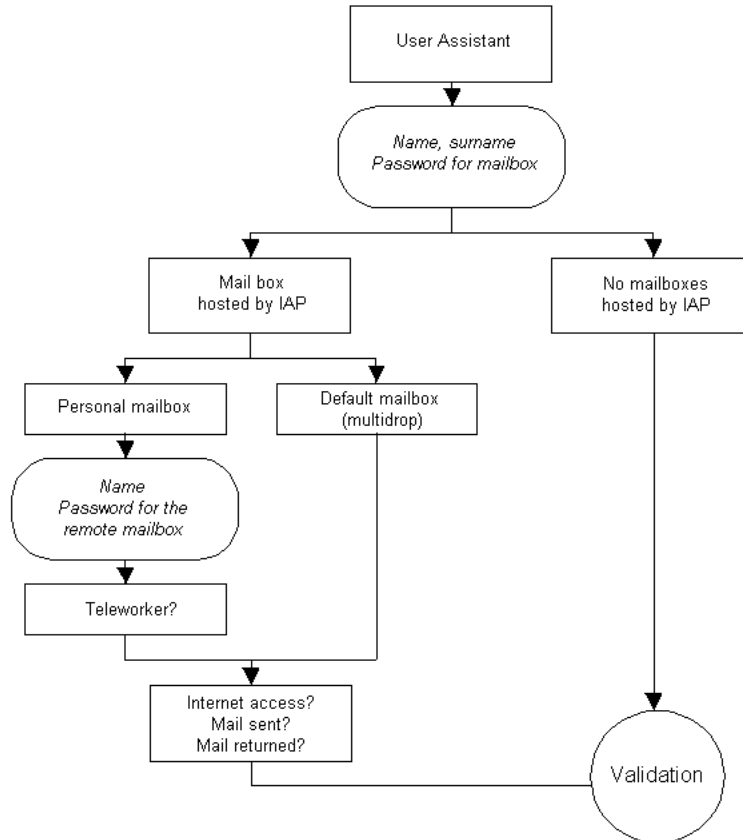 User Assistant
Name, surname
Password for mailbox
Mail box
hosted by IAP
No mailboxes
hosted by IAP
Personal mailbox
Default mailbox
(multidrop)
Name
Password for the
remote mailbox
Teleworker?
Internet access?
Mail sent?
Mail returned?
Validation